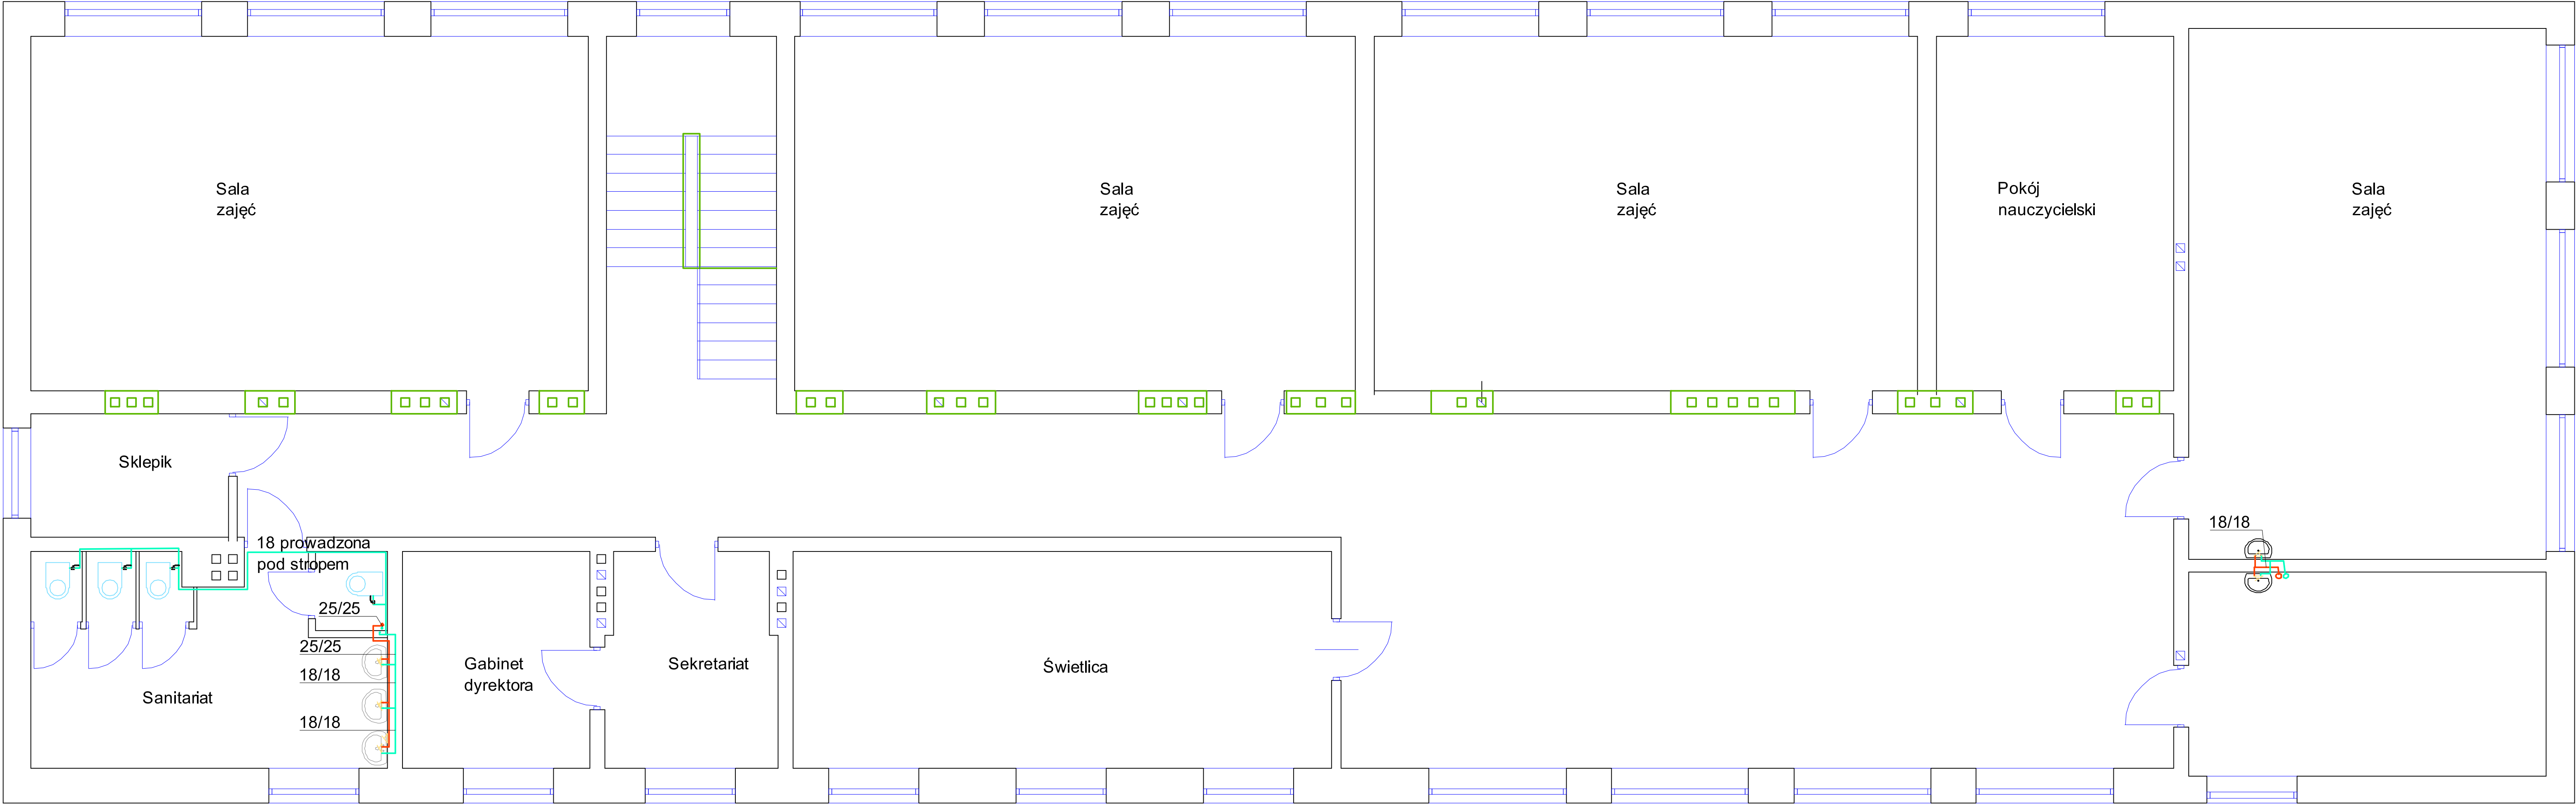 Sala
zajęć
Sala
zajęć
Sala
zajęć
Pokój
nauczycielski
Sala
zajęć
Sklepik
18/18
18 prowadzona
pod stropem
25/25
25/25
18/18
18/18
Sanitariat
Gabinet
dyrektora
Sekretariat
Świetlica